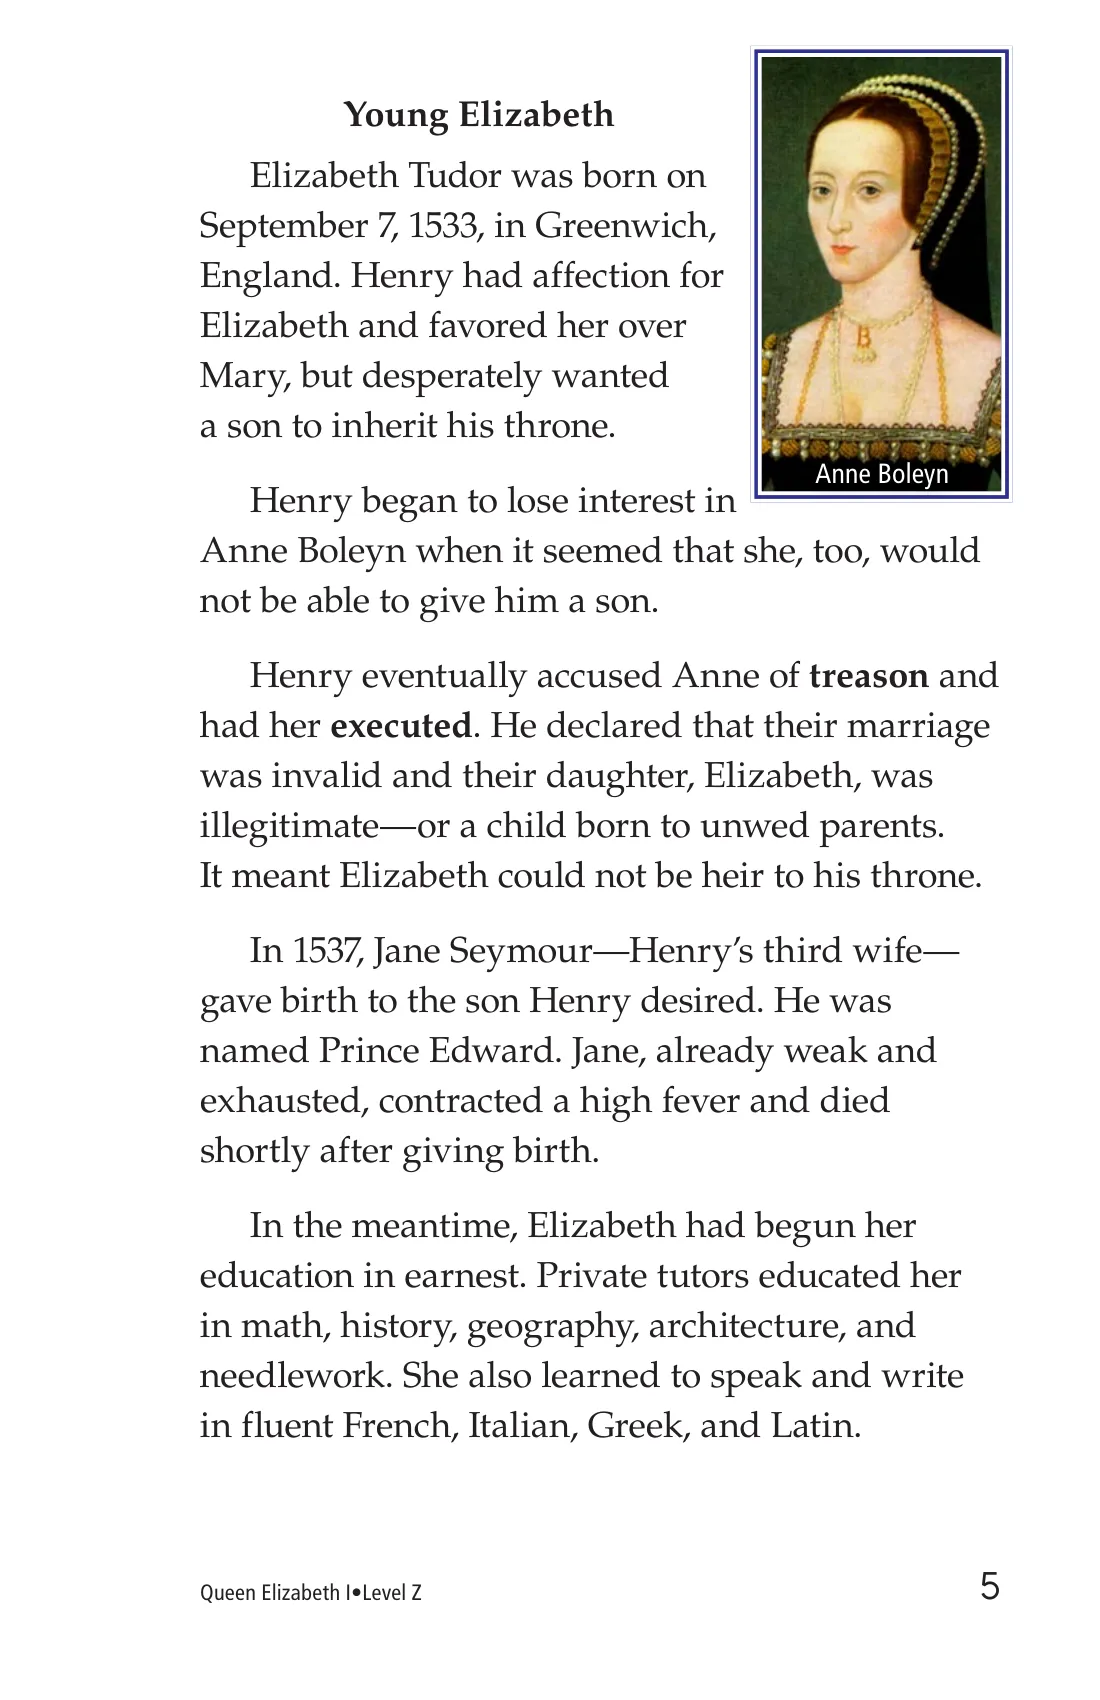 Young Elizabeth
Elizabeth Tudor was born on
September 7, 1533, in Greenwich,
England. Henry had affection for
Elizabeth and favored her over
Mary, but desperately wanted
a son to inherit his throne.
B
Anne Boleyn
Henry began to lose interest in
Anne Boleyn when it seemed that she, too, would
not be able to give him a son.
Henry eventually accused Anne of treason and
had her executed. He declared that their marriage
was invalid and their daughter, Elizabeth, was
illegitimate—or a child born to unwed parents.
It meant Elizabeth could not be heir to his throne.
In 1537, Jane Seymour—Henry’s third wife—
gave birth to the son Henry desired. He was
named Prince Edward. Jane, already weak and
exhausted, contracted a high fever and died
shortly after giving birth.
In the meantime, Elizabeth had begun her
education in earnest. Private tutors educated her
in math, history, geography, architecture, and
needlework. She also learned to speak and write
in fluent French, Italian, Greek, and Latin.
Queen Elizabeth I•Level Z
5